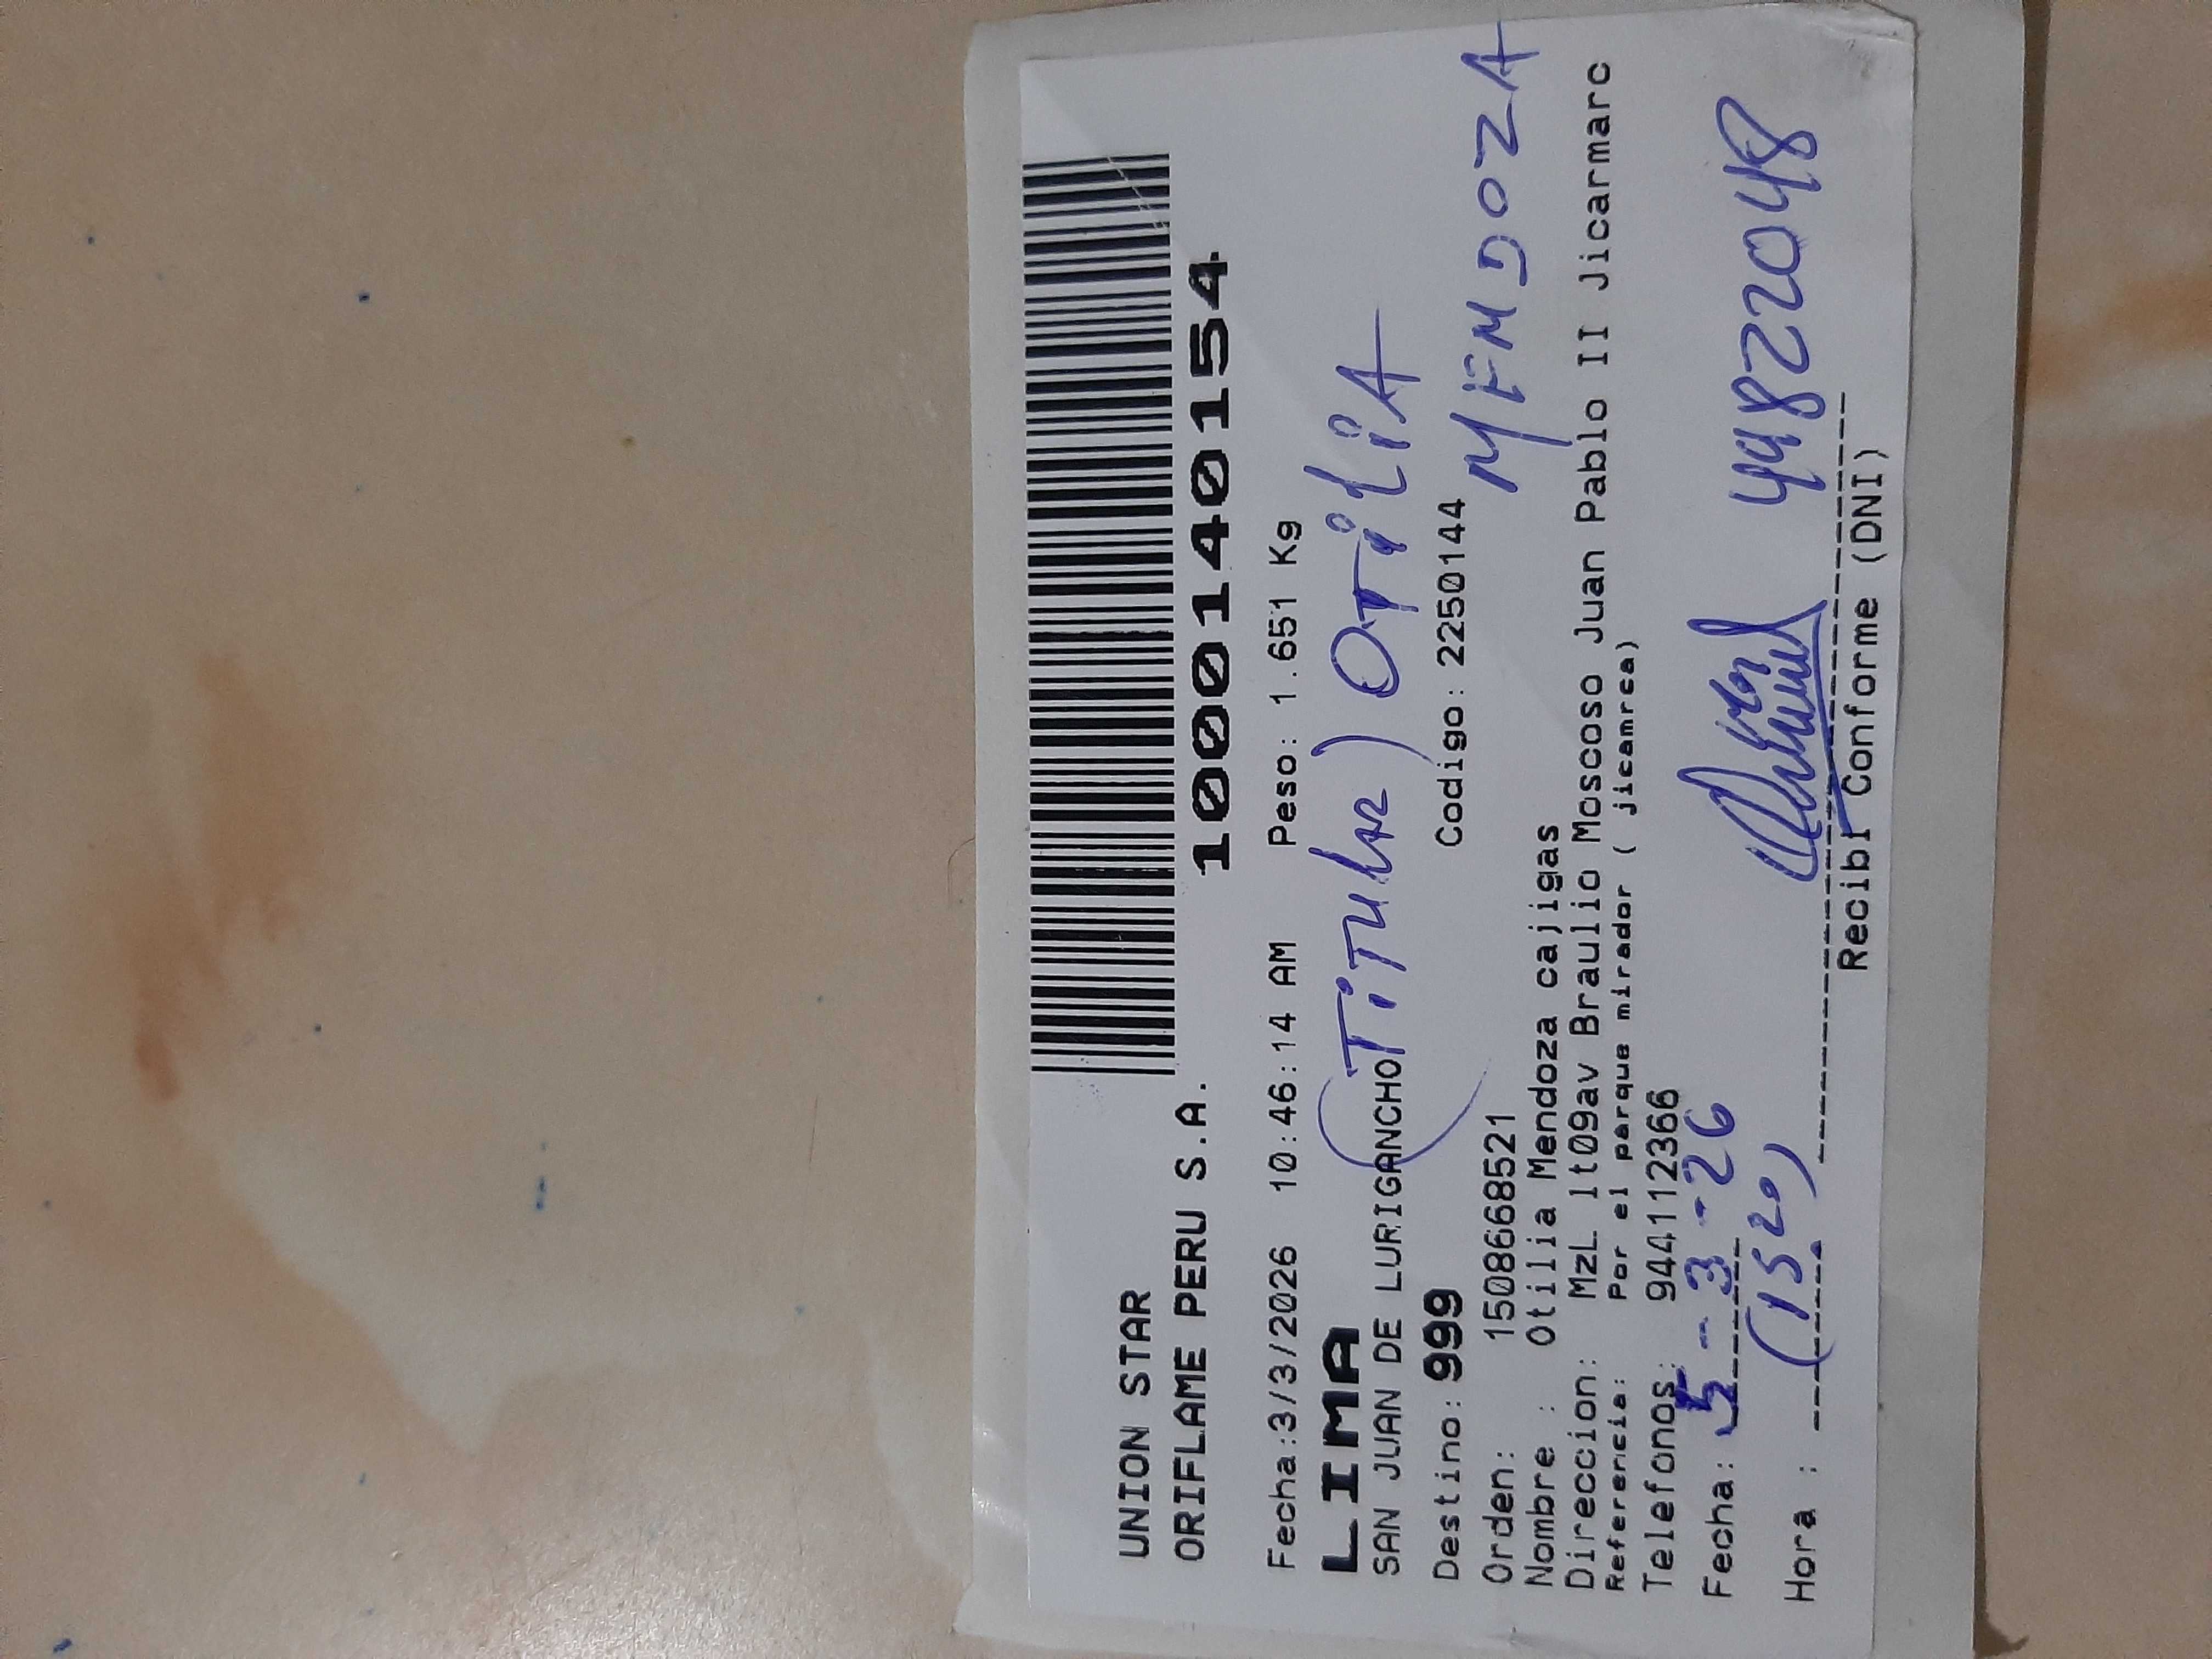 UNION STAR
ORIFLAME PERU S.A.
1000140154
Fecha:3/3/2026 10:46:14 AM Peso: 1.651 Kg
LIMA
(TiTULAR) OTiLiA
SAN JUAN DE LURIGANCHO
Destino: 999 Codigo: 2250144
MENDOZA
Orden: 15086668521
Nombre : Otilia Mendoza cajigas
Direccion: MzL lt09av Braulio Moscoso Juan Pablo II Jicarmarc
Referencia: Por el parque mirador ( jicamrea)
Telefonos: 944112366
Fecha: 5-3-26
Hora : (1520)
44822048
Recibi Conforme (DNI)